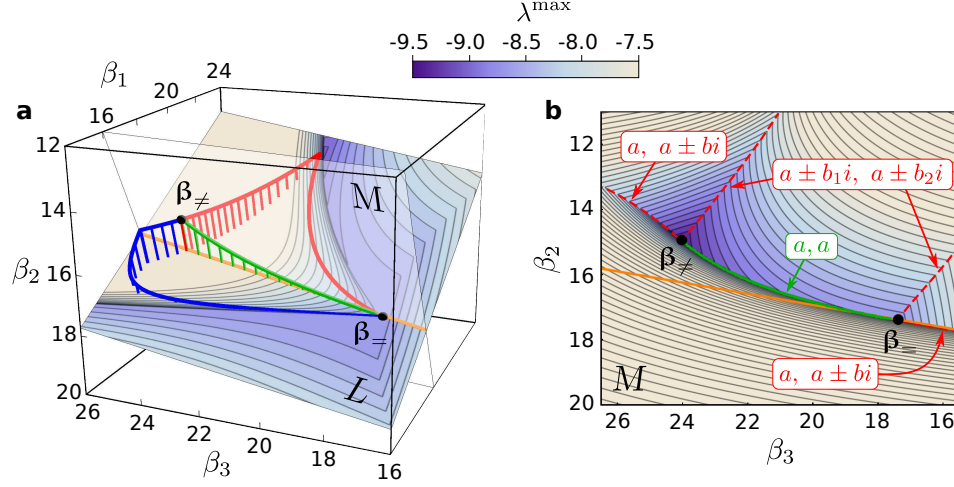 λ^max
-9.5 -9.0 -8.5 -8.0 -7.5
a
β₁
16 20 24
12
14
16
18
20
β₂
26 24 22 20 18 16
β₃
β≠
β=
M
L
b
12
14
16
18
20
β₂
26 24 22 20 18 16
β₃
a, a ± bi
a ± b₁i, a ± b₂i
a, a
β≠
β=
a, a ± bi
M